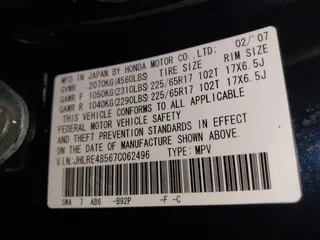 MFD. IN JAPAN BY HONDA MOTOR CO.,LTD. 02/'07
GVWR 2070KG(4560LBS) TIRE SIZE RIM SIZE
GAWR F 1050KG(2310LBS) 225/65R17 102T 17X6.5J
GAWR R 1040KG(2290LBS) 225/65R17 102T 17X6.5J
THIS VEHICLE CONFORMS TO ALL APPLICABLE
FEDERAL MOTOR VEHICLE SAFETY
AND THEFT PREVENTION STANDARDS IN EFFECT
ON THE DATE OF MANUFACTURE SHOWN ABOVE.
V.I.N:JHLRE48567C062496 TYPE: MPV
SWA 7 AB6 -B92P -F -C